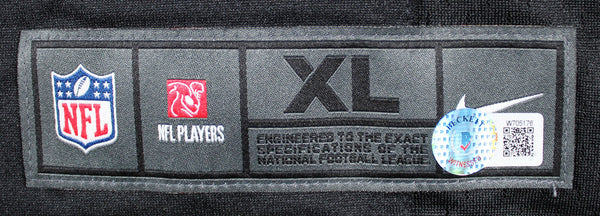 NFL
NFL PLAYERS
XL
ENGINEERED TO THE EXACT
SPECIFICATIONS OF THE
NATIONAL FOOTBALL LEAGUE
BECKETT
WITNESSED
W705176